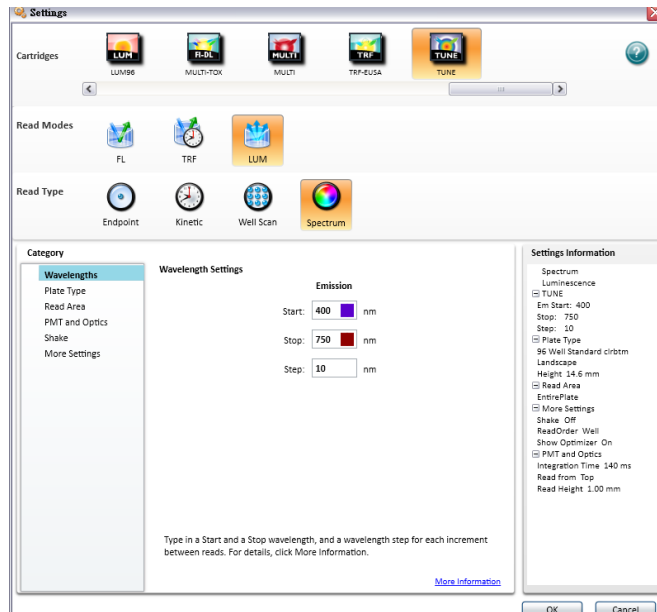 Settings
Cartridges
LUM
FI-DL
MULTI
TRF
TUNE
LUM96
MULTI-TOX
MULTI
TRF-EUSA
TUNE
Read Modes
FL
TRF
LUM
Read Type
Endpoint
Kinetic
Well Scan
Spectrum
Category
Wavelengths
Plate Type
Read Area
PMT and Optics
Shake
More Settings
Wavelength Settings
Emission
Start: 400 nm
Stop: 750 nm
Step: 10 nm
Type in a Start and a Stop wavelength, and a wavelength step for each increment
between reads. For details, click More Information.
More Information
Settings Information
Spectrum
Luminescence
TUNE
Em Start: 400
Stop: 750
Step: 10
Plate Type
96 Well Standard clrbtm
Landscape
Height 14.6 mm
Read Area
EntirePlate
More Settings
Shake Off
ReadOrder Well
Show Optimizer On
PMT and Optics
Integration Time 140 ms
Read from Top
Read Height 1.00 mm
OK
Cancel